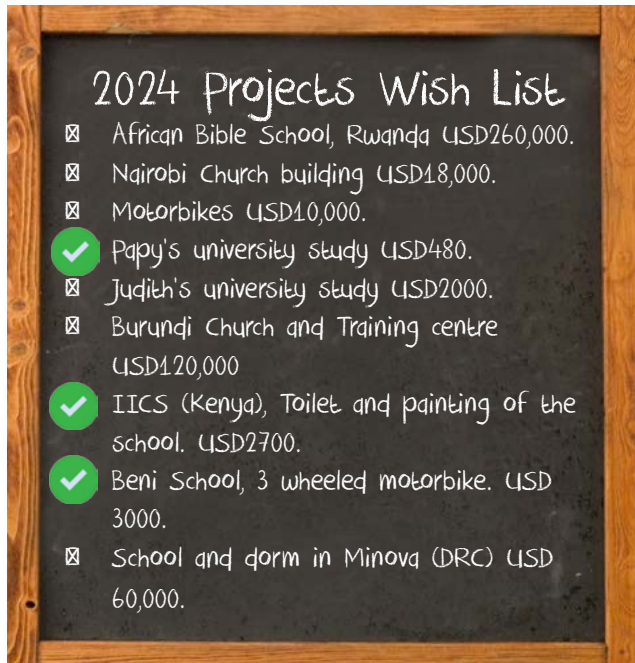 2024 Projects Wish List
African Bible School, Rwanda USD260,000.
Nairobi Church building USD18,000.
Motorbikes USD10,000.
Papy's university study USD480.
Judith's university study USD2000.
Burundi Church and Training centre
USD120,000
IICS (Kenya), Toilet and painting of the
school. USD2700.
Beni School, 3 wheeled motorbike. USD
3000.
School and dorm in Minova (DRC) USD
60,000.